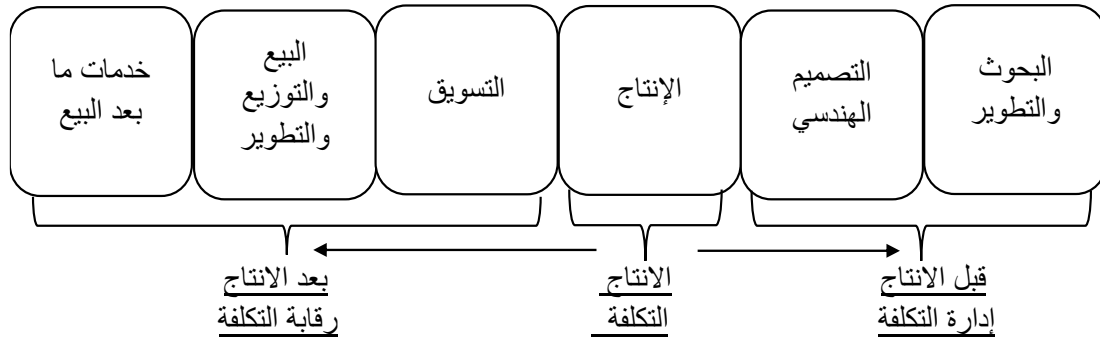 البحوث
والتطوير
التصميم
الهندسي
الإنتاج
التسويق
البيع
والتوزيع
والتطوير
خدمات ما
بعد البيع
قبل الانتاج
إدارة التكلفة
الانتاج
التكلفة
بعد الانتاج
رقابة التكلفة